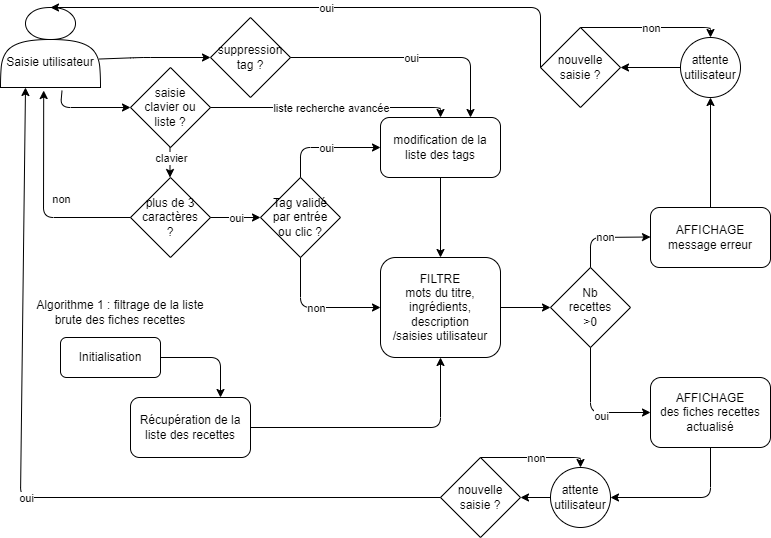 oui
non
Saisie utilisateur
suppression
tag ?
oui
nouvelle
saisie ?
attente
utilisateur
saisie
clavier ou
liste ?
liste recherche avancée
modification de la
liste des tags
clavier
oui
non
plus de 3
caractères
?
oui
Tag validé
par entrée
ou clic ?
AFFICHAGE
message erreur
non
FILTRE
mots du titre,
ingrédients,
description
/saisies utilisateur
non
Nb
recettes
>0
Algorithme 1 : filtrage de la liste
brute des fiches recettes
Initialisation
Récupération de la
liste des recettes
AFFICHAGE
des fiches recettes
actualisé
oui
non
nouvelle
saisie ?
attente
utilisateur
oui